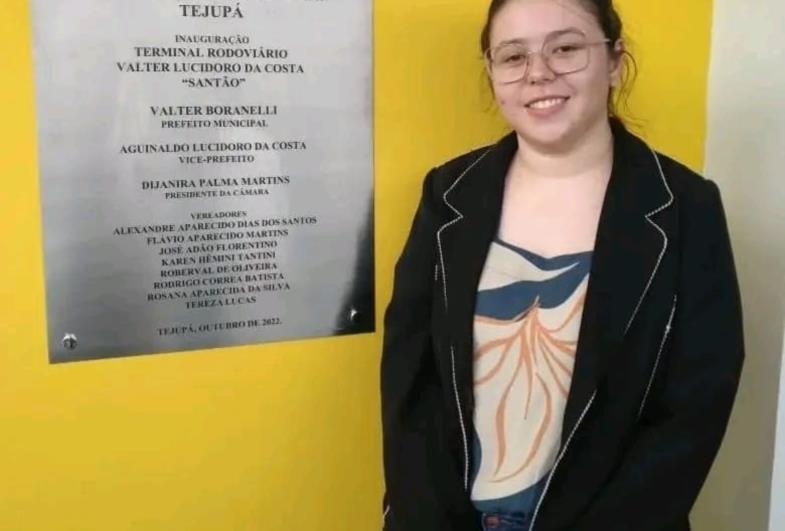 TEJUPÁ
INAUGURAÇÃO
TERMINAL RODOVIÁRIO
VALTER LUCIDORO DA COSTA
“SANTÃO”
VALTER BORANELLI
PREFEITO MUNICIPAL
AGUINALDO LUCIDORO DA COSTA
VICE-PREFEITO
DIJANIRA PALMA MARTINS
PRESIDENTE DA CÂMARA
VEREADORES
ALEXANDRE APARECIDO DIAS DOS SANTOS
FLÁVIO APARECIDO MARTINS
JOSÉ ADÃO FLORENTINO
KAREN HÊMINI TANTINI
ROBERVAL DE OLIVEIRA
RODRIGO CORREA BATISTA
ROSANA APARECIDA DA SILVA
TEREZA LUCAS
TEJUPÁ, OUTUBRO DE 2022.